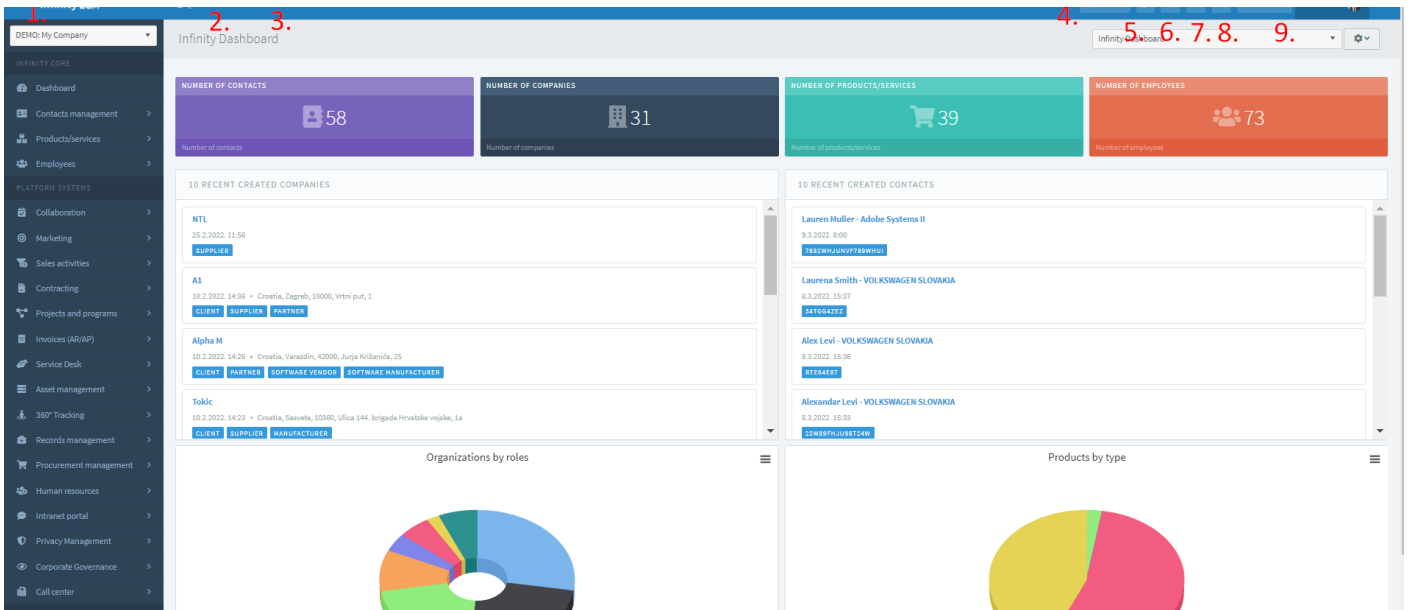 1.
2.
3.
4.
5.
6.
7.
8.
9.
DEMO: My Company
Infinity Dashboard
Infinity Dashboard
INFINITY CORE
Dashboard
Contacts management
Products/services
Employees
PLATFORM SYSTEMS
Collaboration
Marketing
Sales activities
Contracting
Projects and programs
Invoices (AR/AP)
Service Desk
Asset management
360° Tracking
Records management
Procurement management
Human resources
Intranet portal
Privacy Management
Corporate Governance
Call center
NUMBER OF CONTACTS
58
Number of contacts
NUMBER OF COMPANIES
31
Number of companies
NUMBER OF PRODUCTS/SERVICES
39
Number of products/services
NUMBER OF EMPLOYEES
73
Number of employees
10 RECENT CREATED COMPANIES
NTL
25.2.2022. 11:56
SUPPLIER
A1
10.2.2022. 14:36 • Croatia, Zagreb, 10000, Vrtni put, 1
CLIENT SUPPLIER PARTNER
Alpha M
10.2.2022. 14:26 • Croatia, Varazdin, 42000, Jurja Križanića, 25
CLIENT PARTNER SOFTWARE VENDOR SOFTWARE MANUFACTURER
Tokic
10.2.2022. 14:23 • Croatia, Sesvete, 10360, Ulica 144. brigade Hrvatske vojske, 1a
CLIENT SUPPLIER MANUFACTURER
10 RECENT CREATED CONTACTS
Lauren Muller - Adobe Systems II
9.3.2022. 8:00
7892WHJUNVF789WHUI
Laurena Smith - VOLKSWAGEN SLOVAKIA
8.3.2022. 15:37
34TGG4ZEZ
Alex Levi - VOLKSWAGEN SLOVAKIA
8.3.2022. 15:36
RTE64E67
Alexandar Levi - VOLKSWAGEN SLOVAKIA
8.3.2022. 15:33
23W89FHJU98T24W
Organizations by roles
Products by type